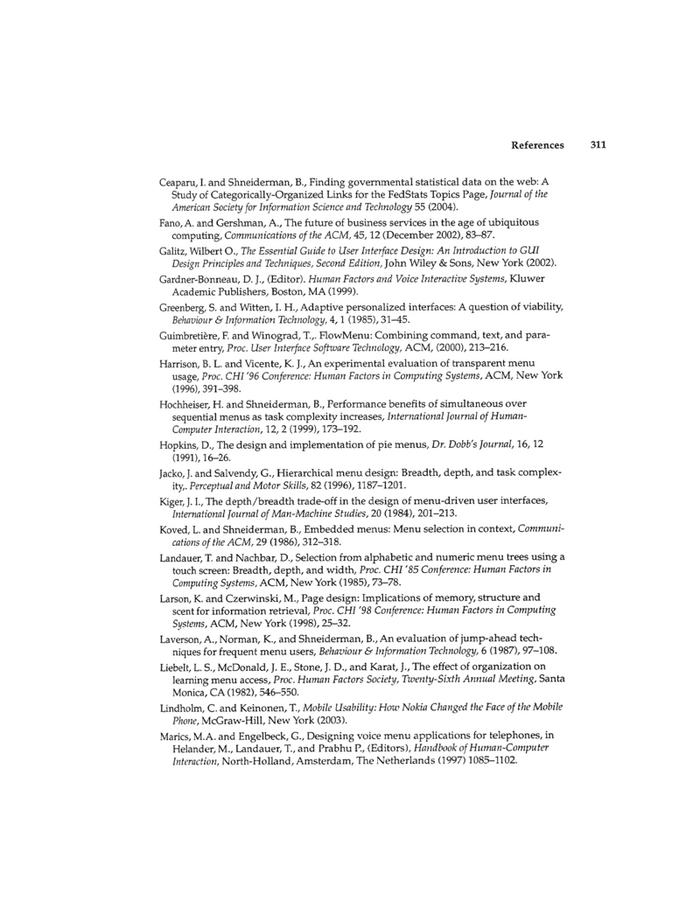 References 311
Ceaparu, I. and Shneiderman, B., Finding governmental statistical data on the web: A
Study of Categorically-Organized Links for the FedStats Topics Page, Journal of the
American Society for Information Science and Technology 55 (2004).
Fano, A. and Gershman, A., The future of business services in the age of ubiquitous
computing, Communications of the ACM, 45, 12 (December 2002), 83–87.
Galitz, Wilbert O., The Essential Guide to User Interface Design: An Introduction to GUI
Design Principles and Techniques, Second Edition, John Wiley & Sons, New York (2002).
Gardner-Bonneau, D. J., (Editor). Human Factors and Voice Interactive Systems, Kluwer
Academic Publishers, Boston, MA (1999).
Greenberg, S. and Witten, I. H., Adaptive personalized interfaces: A question of viability,
Behaviour & Information Technology, 4, 1 (1985), 31–45.
Guimbretière, F. and Winograd, T.,. FlowMenu: Combining command, text, and para-
meter entry, Proc. User Interface Software Technology, ACM, (2000), 213–216.
Harrison, B. L. and Vicente, K. J., An experimental evaluation of transparent menu
usage, Proc. CHI '96 Conference: Human Factors in Computing Systems, ACM, New York
(1996), 391–398.
Hochheiser, H. and Shneiderman, B., Performance benefits of simultaneous over
sequential menus as task complexity increases, International Journal of Human-
Computer Interaction, 12, 2 (1999), 173–192.
Hopkins, D., The design and implementation of pie menus, Dr. Dobb's Journal, 16, 12
(1991), 16–26.
Jacko, J. and Salvendy, G., Hierarchical menu design: Breadth, depth, and task complex-
ity,. Perceptual and Motor Skills, 82 (1996), 1187–1201.
Kiger, J. I., The depth/breadth trade-off in the design of menu-driven user interfaces,
International Journal of Man-Machine Studies, 20 (1984), 201–213.
Koved, L. and Shneiderman, B., Embedded menus: Menu selection in context, Communi-
cations of the ACM, 29 (1986), 312–318.
Landauer, T. and Nachbar, D., Selection from alphabetic and numeric menu trees using a
touch screen: Breadth, depth, and width, Proc. CHI '85 Conference: Human Factors in
Computing Systems, ACM, New York (1985), 73–78.
Larson, K. and Czerwinski, M., Page design: Implications of memory, structure and
scent for information retrieval, Proc. CHI '98 Conference: Human Factors in Computing
Systems, ACM, New York (1998), 25–32.
Laverson, A., Norman, K., and Shneiderman, B., An evaluation of jump-ahead tech-
niques for frequent menu users, Behaviour & Information Technology, 6 (1987), 97–108.
Liebelt, L. S., McDonald, J. E., Stone, J. D., and Karat, J., The effect of organization on
learning menu access, Proc. Human Factors Society, Twenty-Sixth Annual Meeting, Santa
Monica, CA (1982), 546–550.
Lindholm, C. and Keinonen, T., Mobile Usability: How Nokia Changed the Face of the Mobile
Phone, McGraw-Hill, New York (2003).
Marics, M.A. and Engelbeck, G., Designing voice menu applications for telephones, in
Helander, M., Landauer, T., and Prabhu P., (Editors), Handbook of Human-Computer
Interaction, North-Holland, Amsterdam, The Netherlands (1997) 1085–1102.